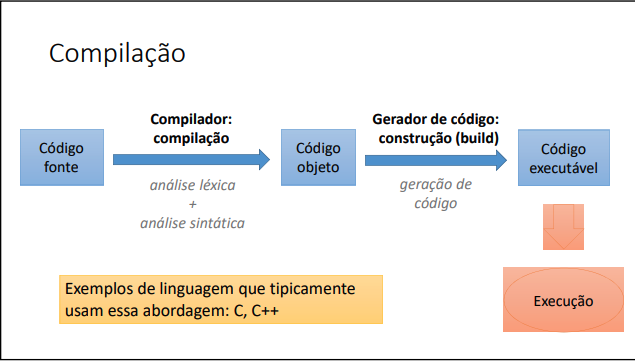 Compilação
Compilador:
compilação
Gerador de código:
construção (build)
Código
fonte
Código
objeto
Código
executável
análise léxica
+
análise sintática
geração de
código
Exemplos de linguagem que tipicamente
usam essa abordagem: C, C++
Execução